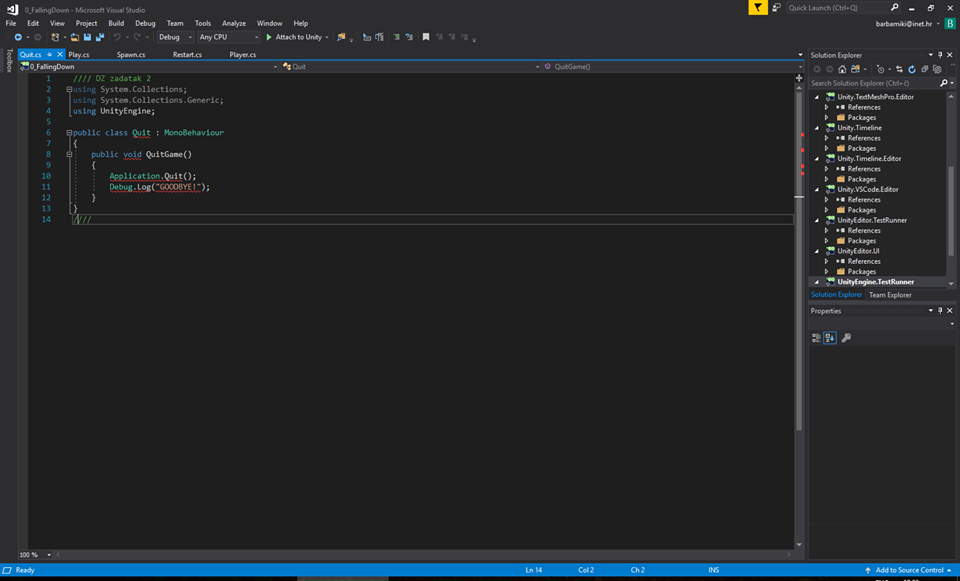 0_FallingDown - Microsoft Visual Studio
Quick Launch (Ctrl+Q)
File Edit View Project Build Debug Team Tools Analyze Window Help
barbamiki@inet.hr B
Debug Any CPU Attach to Unity
Toolbox
Quit.cs Play.cs Spawn.cs Restart.cs Player.cs
0_FallingDown Quit QuitGame()
1 //// DZ zadatak 2
2 using System.Collections;
3 using System.Collections.Generic;
4 using UnityEngine;
5
6 public class Quit : MonoBehaviour
7 {
8 public void QuitGame()
9 {
10 Application.Quit();
11 Debug.Log("GOODBYE!");
12 }
13 }
14 ////
100 %
Solution Explorer
Search Solution Explorer (Ctrl+č)
Unity.TextMeshPro.Editor
References
Packages
Unity.Timeline
References
Packages
Unity.Timeline.Editor
References
Packages
Unity.VSCode.Editor
References
Packages
UnityEditor.TestRunner
References
Packages
UnityEditor.UI
References
Packages
UnityEngine.TestRunner
Solution Explorer Team Explorer
Properties
Ready Ln 14 Col 2 Ch 2 INS Add to Source Control